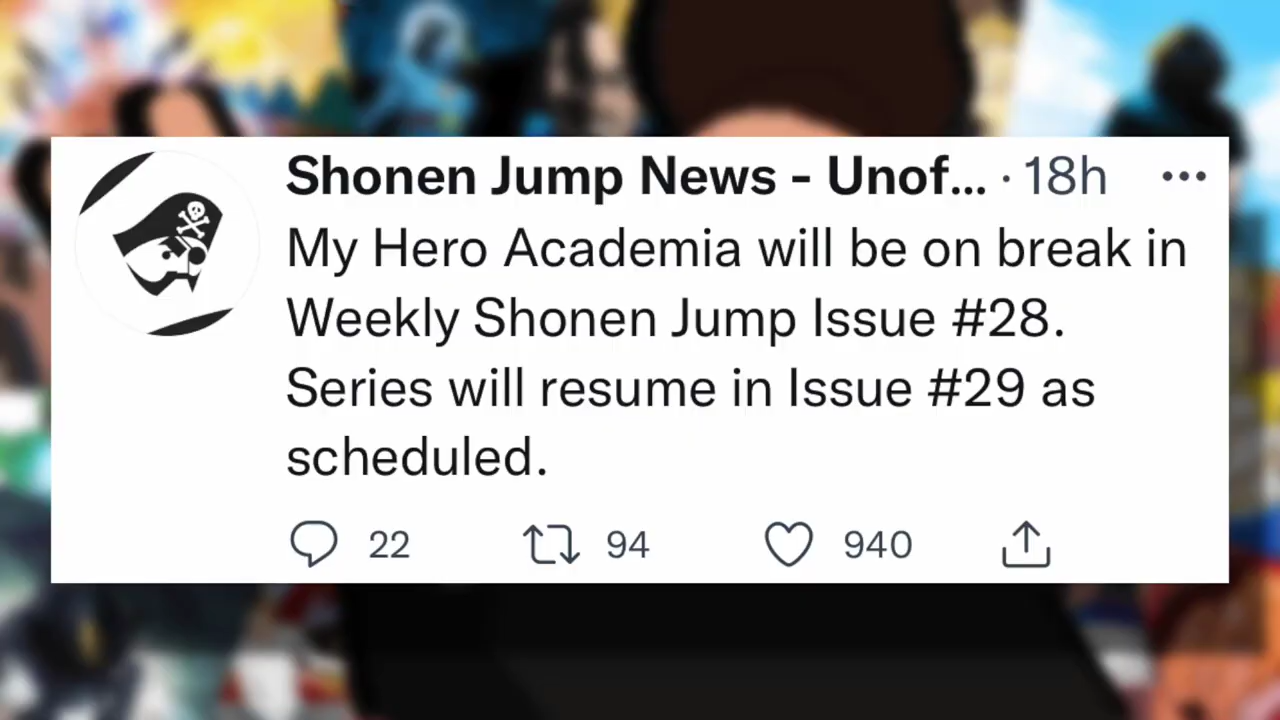 Shonen Jump News - Unof... · 18h
My Hero Academia will be on break in
Weekly Shonen Jump Issue #28.
Series will resume in Issue #29 as
scheduled.
22 94 940